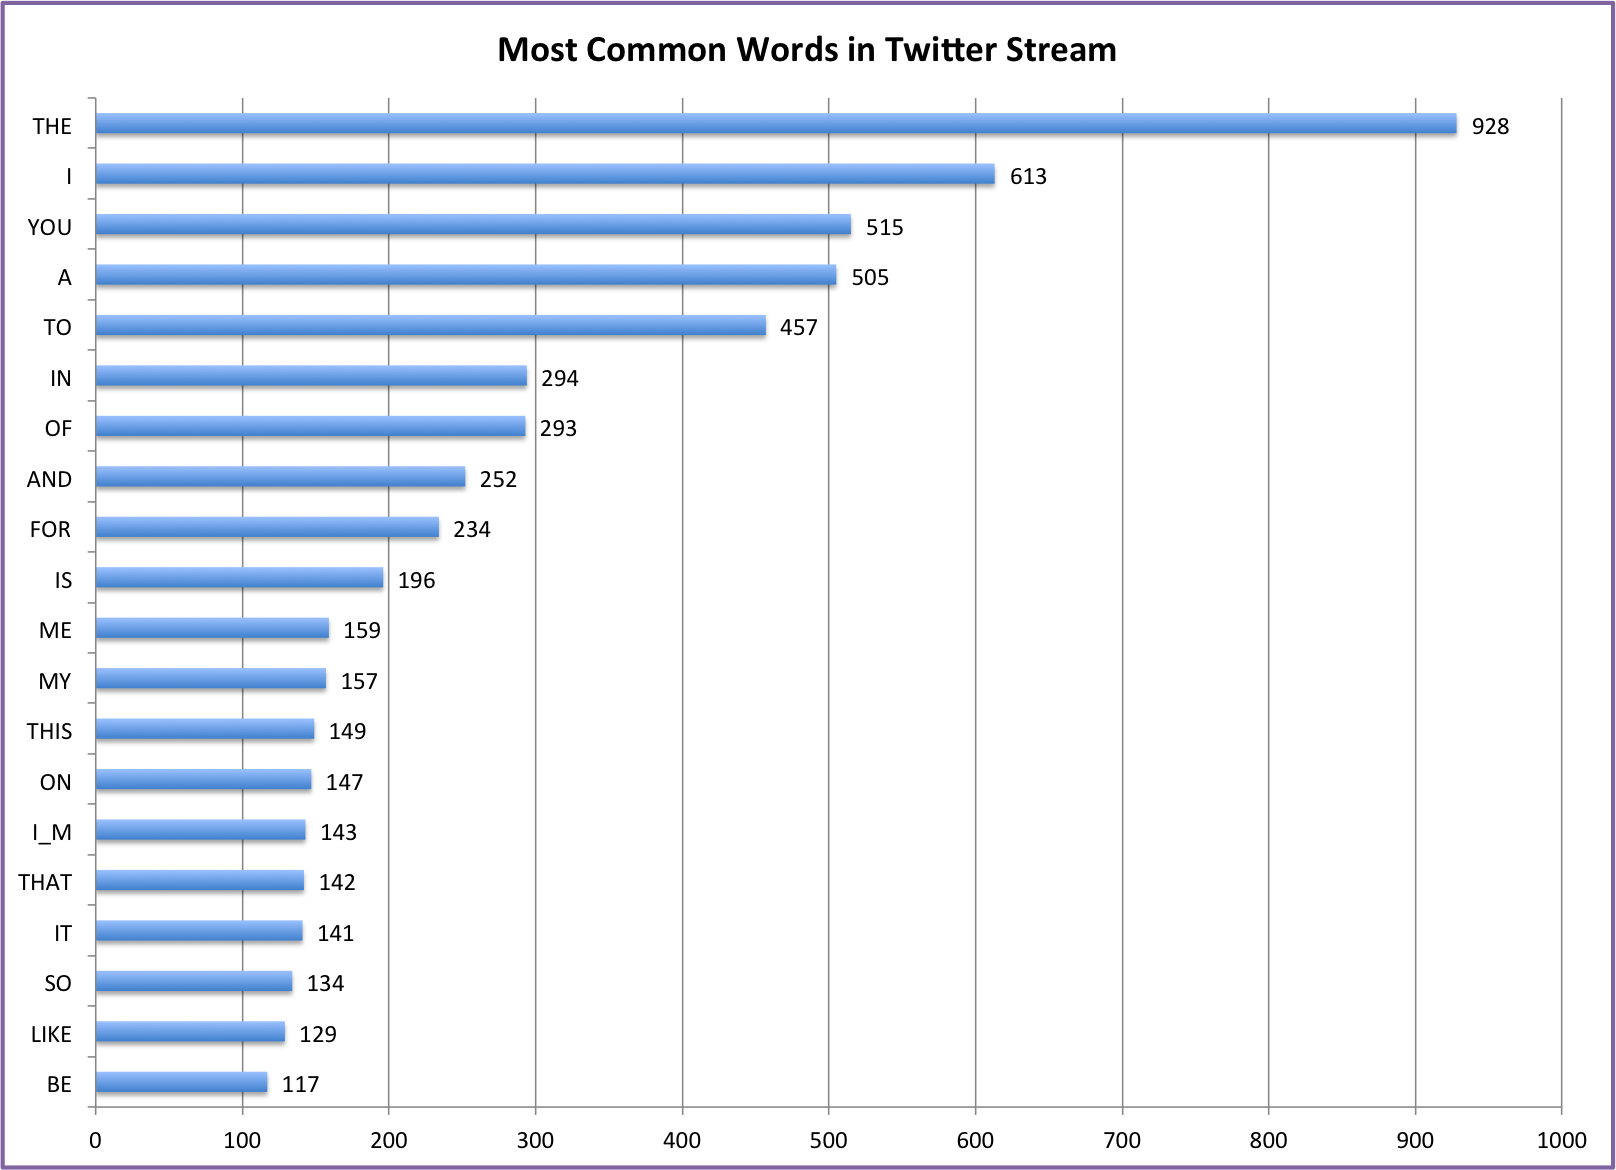 Most Common Words in Twitter Stream
THE 928
I 613
YOU 515
A 505
TO 457
IN 294
OF 293
AND 252
FOR 234
IS 196
ME 159
MY 157
THIS 149
ON 147
I_M 143
THAT 142
IT 141
SO 134
LIKE 129
BE 117
0 100 200 300 400 500 600 700 800 900 1000